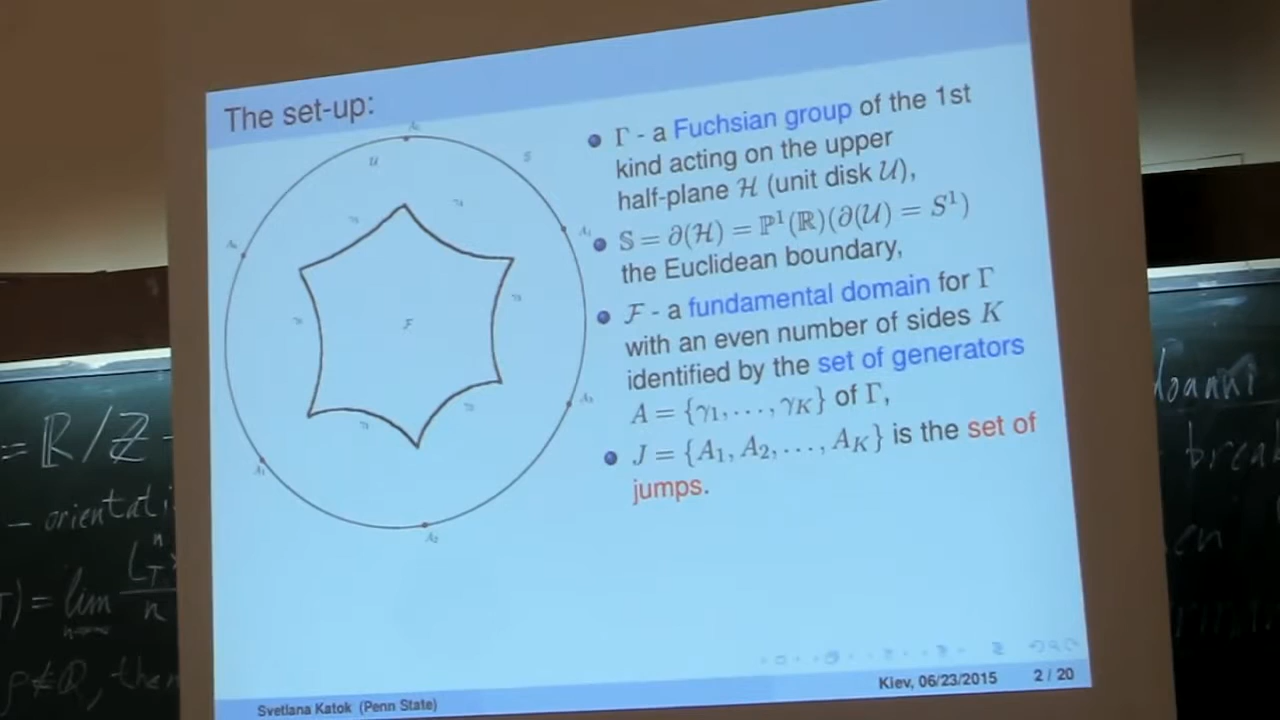 The set-up:
Γ - a Fuchsian group of the 1st
kind acting on the upper
half-plane ℋ (unit disk 𝒰),
𝕊 = ∂(ℋ) = ℙ¹(ℝ)(∂(𝒰) = S¹)
the Euclidean boundary,
ℱ - a fundamental domain for Γ
with an even number of sides K
identified by the set of generators
A = {γ₁, . . . , γ_K} of Γ,
J = {A₁, A₂, . . . , A_K} is the set of
jumps.
𝒰
S
ℱ
A₂
= ℝ/ℤ
- orientati
) = lim
n
ρ∉ℚ, then
Svetlana Katok (Penn State)
Kiev, 06/23/2015
2 / 20